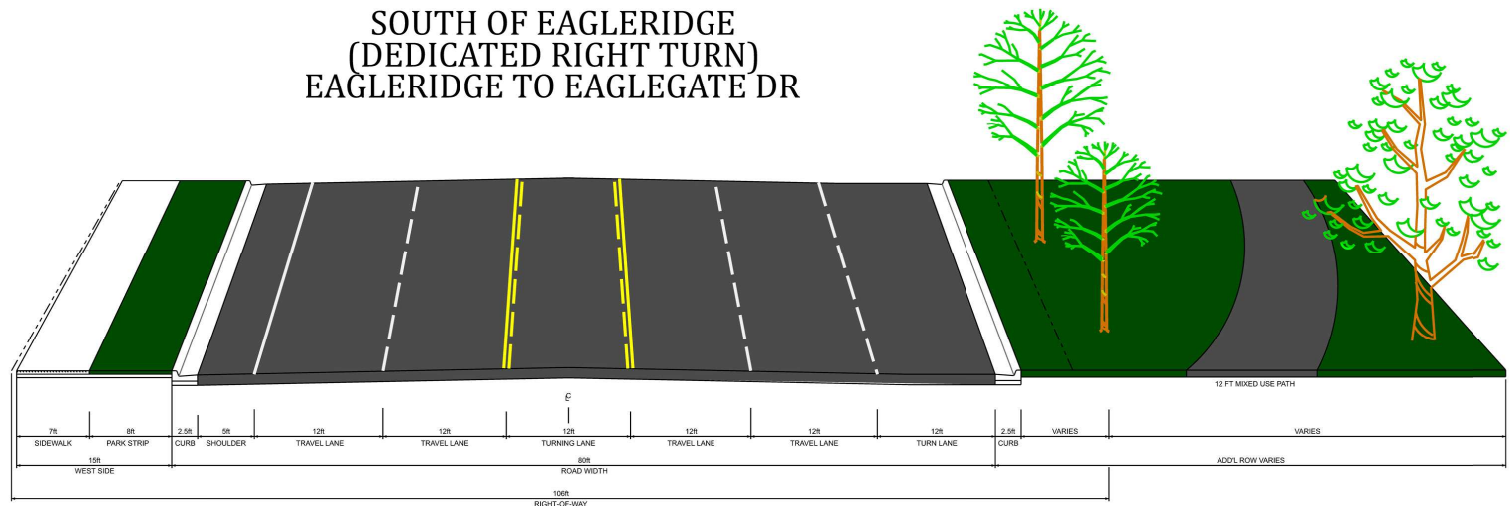 SOUTH OF EAGLERIDGE
(DEDICATED RIGHT TURN)
EAGLERIDGE TO EAGLEGATE DR
12 FT MIXED USE PATH
℄
7ft 8ft 2.5ft 5ft 12ft 12ft 12ft 12ft 12ft 12ft 2.5ft VARIES VARIES
SIDEWALK PARK STRIP CURB SHOULDER TRAVEL LANE TRAVEL LANE TURNING LANE TRAVEL LANE TRAVEL LANE TURN LANE CURB
15ft 80ft ADD'L ROW VARIES
WEST SIDE ROAD WIDTH
106ft
RIGHT-OF-WAY